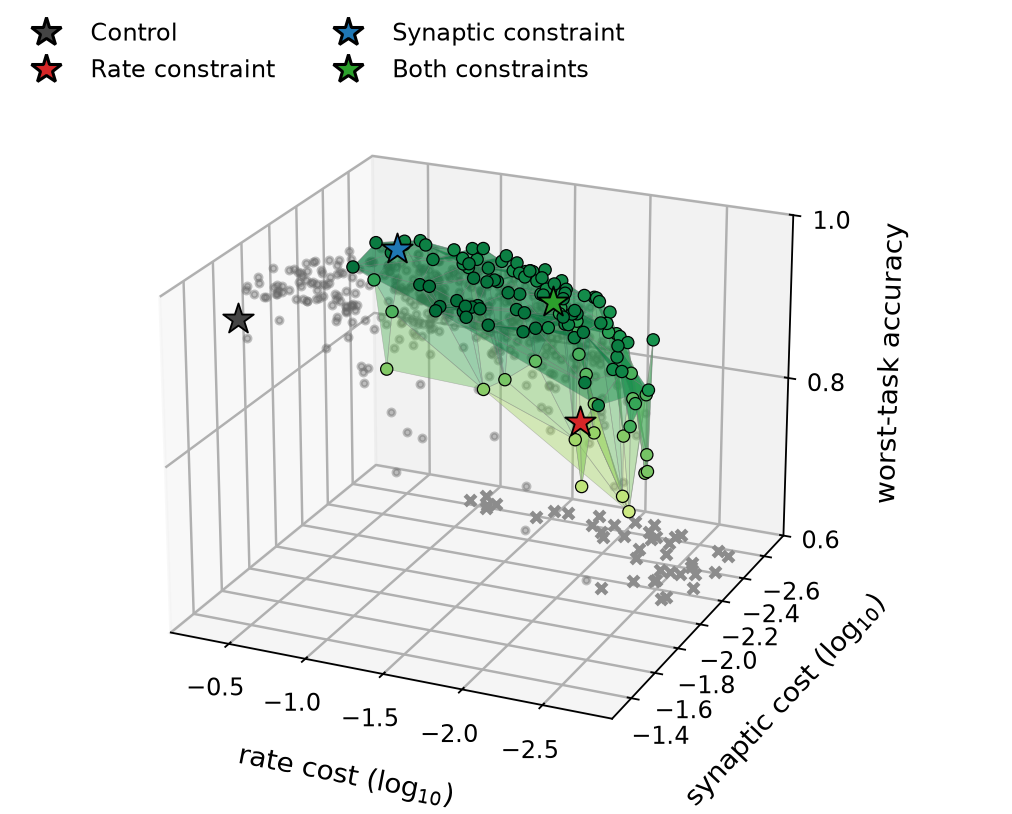 Control
Rate constraint
Synaptic constraint
Both constraints
1.0
0.8
0.6
worst-task accuracy
−0.5
−1.0
−1.5
−2.0
−2.5
rate cost (log₁₀)
−2.6
−2.4
−2.2
−2.0
−1.8
−1.6
−1.4
synaptic cost (log₁₀)